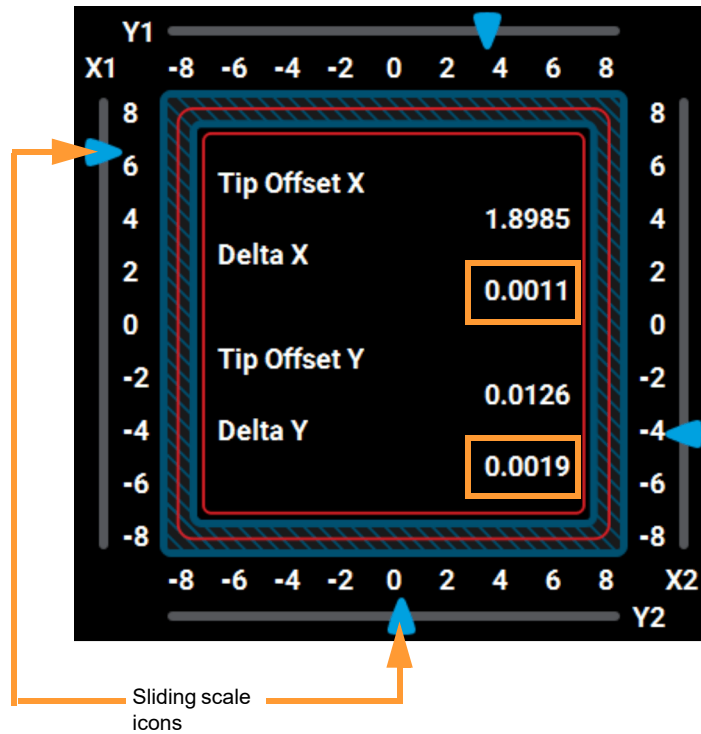 Y1
X1 -8 -6 -4 -2 0 2 4 6 8
8 8
6 6
Tip Offset X
4 1.8985 4
Delta X
2 0.0011 2
0 0
Tip Offset Y
-2 -2
0.0126
-4 Delta Y -4
0.0019
-6 -6
-8 -8
-8 -6 -4 -2 0 2 4 6 8 X2
Y2
Sliding scale
icons